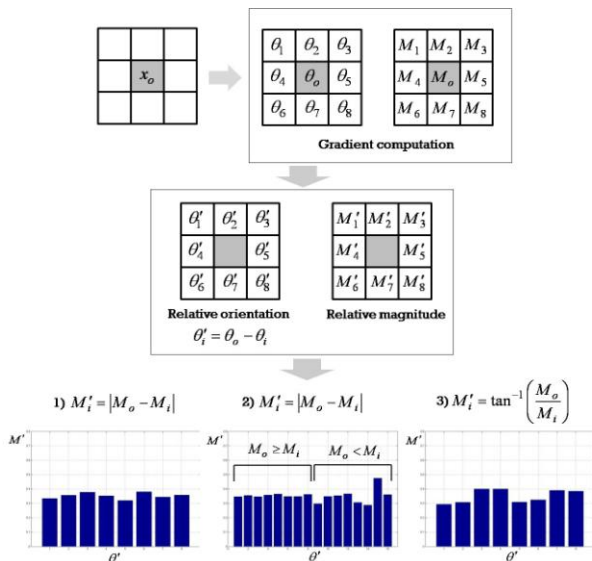 x_o
θ_1 θ_2 θ_3 M_1 M_2 M_3
θ_4 θ_o θ_5 M_4 M_o M_5
θ_6 θ_7 θ_8 M_6 M_7 M_8
Gradient computation
θ'_1 θ'_2 θ'_3 M'_1 M'_2 M'_3
θ'_4 θ'_5 M'_4 M'_5
θ'_6 θ'_7 θ'_8 M'_6 M'_7 M'_8
Relative orientation Relative magnitude
θ'_i = θ_o − θ_i
1) M'_i = |M_o − M_i| 2) M'_i = |M_o − M_i| 3) M'_i = tan⁻¹(M_o / M_i)
M' M' M'
M_o ≥ M_i M_o < M_i
θ' θ' θ'